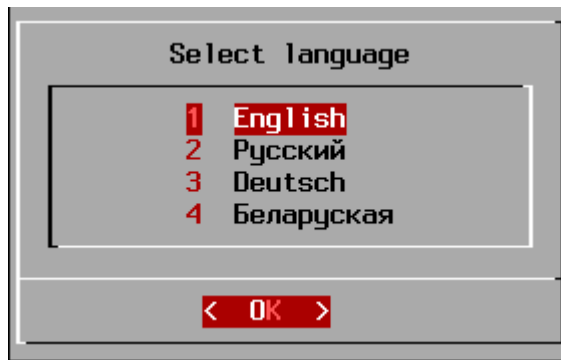 Select language
1 English
2 Русский
3 Deutsch
4 Беларуская
< OK >